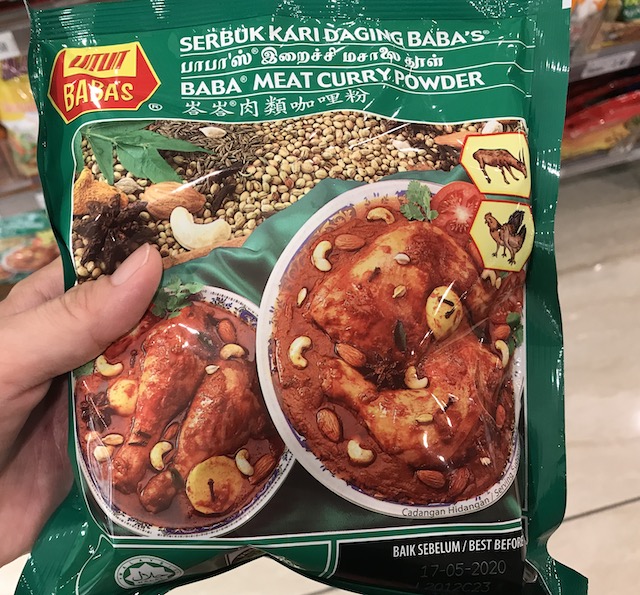 பாபா
BABA'S®
SERBUK KARI DAGING BABA'S®
பாபாஸ்® இறைச்சி மசாலை தூள்
BABA'S® MEAT CURRY POWDER
峇峇®肉類咖哩粉
Cadangan Hidangan /
BAIK SEBELUM / BEST BEFORE
17-05-2020